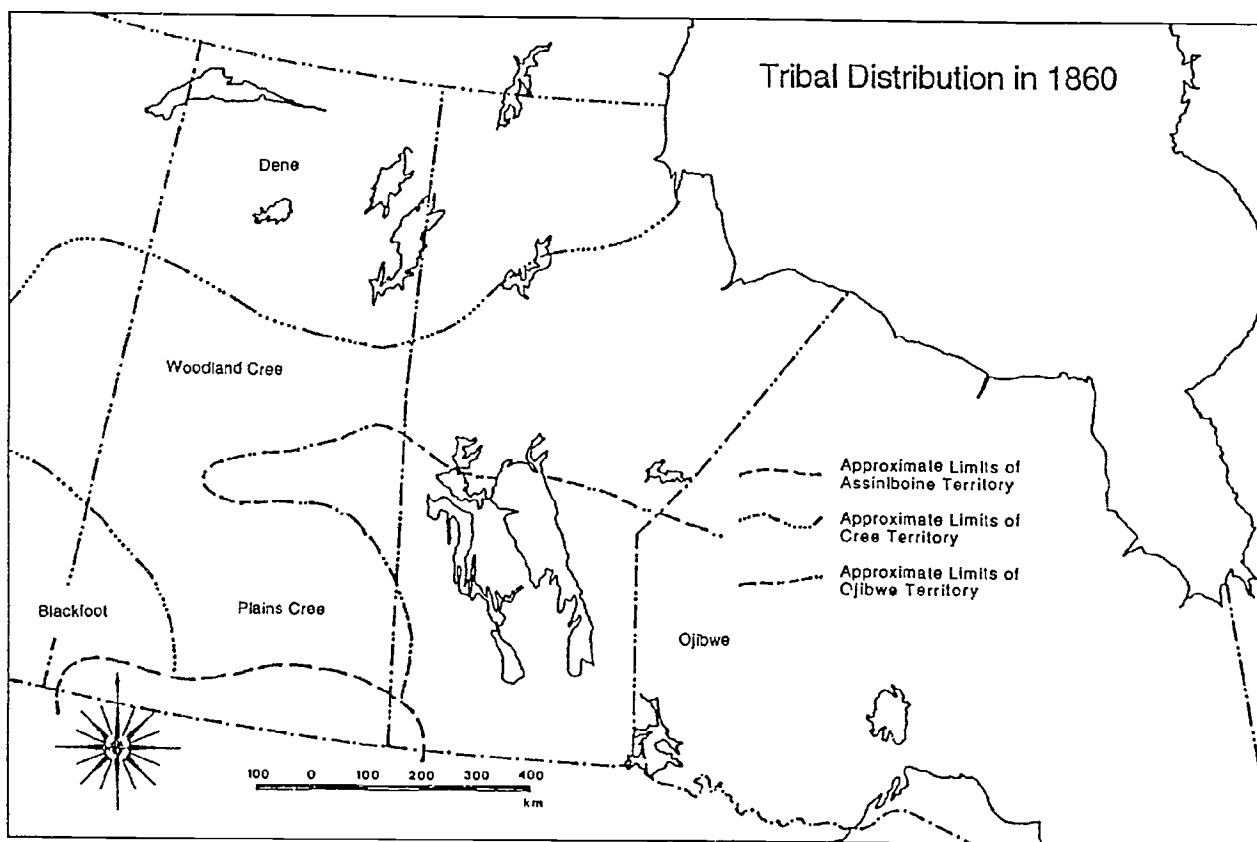 Tribal Distribution in 1860
Dene
Woodland Cree
Approximate Limits of
Assiniboine Territory
Approximate Limits of
Cree Territory
Approximate Limits of
Ojibwe Territory
Blackfoot
Plains Cree
Ojibwe
100 0 100 200 300 400
km